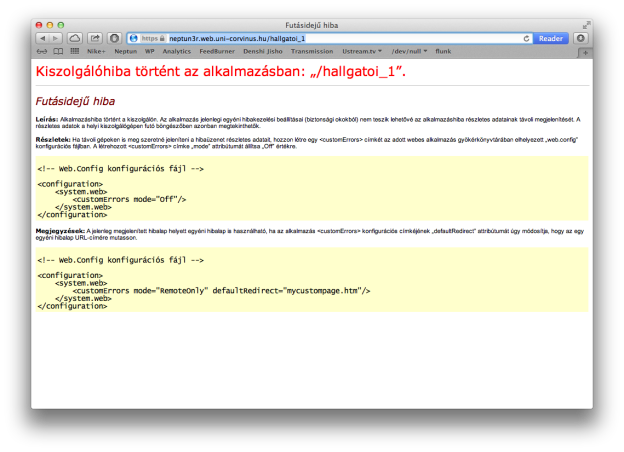 Futásidejű hiba
https neptun3r.web.uni-corvinus.hu/hallgatoi_1
Reader
Nike+ Neptun WP Analytics FeedBurner Denshi Jisho Transmission Ustream.tv /dev/null flunk
Kiszolgálóhiba történt az alkalmazásban: „/hallgatoi_1”.
Futásidejű hiba
Leírás: Alkalmazáshiba történt a kiszolgálón. Az alkalmazás jelenlegi egyéni hibakezelési beállításai (biztonsági okokból) nem teszik lehetővé az alkalmazáshiba részletes adatainak távoli megjelenítését. A
részletes adatok a helyi kiszolgálógépen futó böngészőben azonban megtekinthetők.
Részletek: Ha távoli gépeken is meg szeretné jeleníteni a hibaüzenet részletes adatait, hozzon létre egy <customErrors> címkét az adott webes alkalmazás gyökérkönyvtárában elhelyezett „web.config”
konfigurációs fájlban. A létrehozott <customErrors> címke „mode” attribútumát állítsa „Off” értékre.
<!-- Web.Config konfigurációs fájl -->
<configuration>
<system.web>
<customErrors mode="Off"/>
</system.web>
</configuration>
Megjegyzések: A jelenleg megjelenített hibalap helyett egyéni hibalap is használható, ha az alkalmazás <customErrors> konfigurációs címkéjének „defaultRedirect” attribútumát úgy módosítja, hogy az egy
egyéni hibalap URL-címére mutasson.
<!-- Web.Config konfigurációs fájl -->
<configuration>
<system.web>
<customErrors mode="RemoteOnly" defaultRedirect="mycustompage.htm"/>
</system.web>
</configuration>